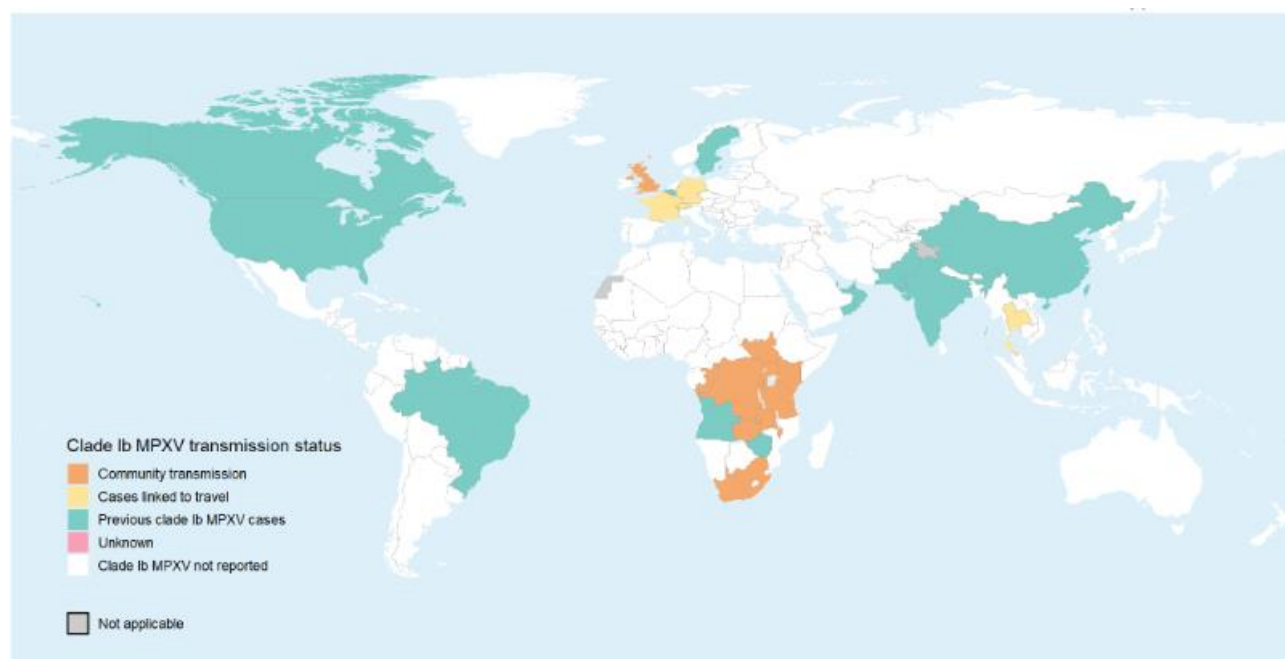 Clade Ib MPXV transmission status
Community transmission
Cases linked to travel
Previous clade Ib MPXV cases
Unknown
Clade Ib MPXV not reported
Not applicable